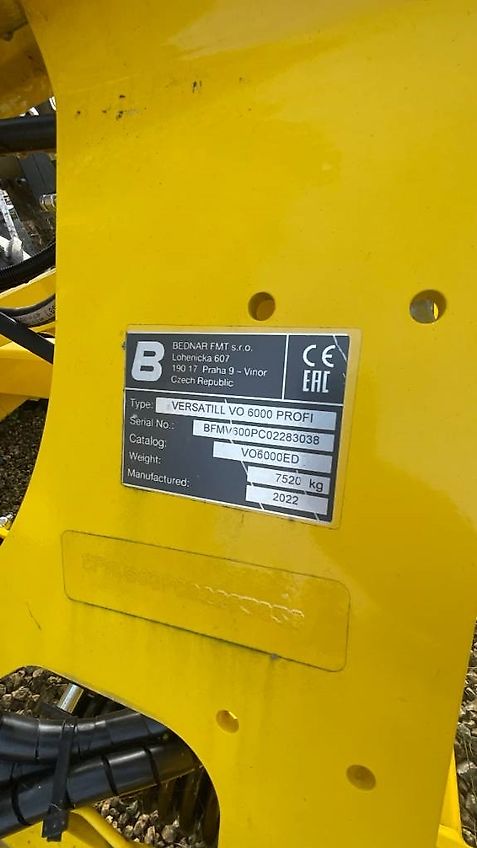 B
BEDNAR FMT s.r.o.
Lohenicka 607
190 17 Praha 9 - Vinor
Czech Republic
CE
EAC
Type: VERSATILL VO 6000 PROFI
Serial No.: BFMV600PC02283038
Catalog: VO6000ED
Weight: 7520 kg
Manufactured: 2022